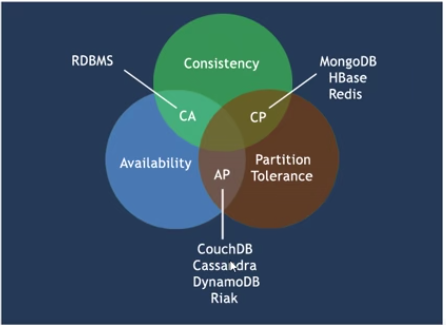 RDBMS
Consistency
MongoDB
HBase
Redis
CA
CP
Availability
Partition
Tolerance
AP
CouchDB
Cassandra
DynamoDB
Riak